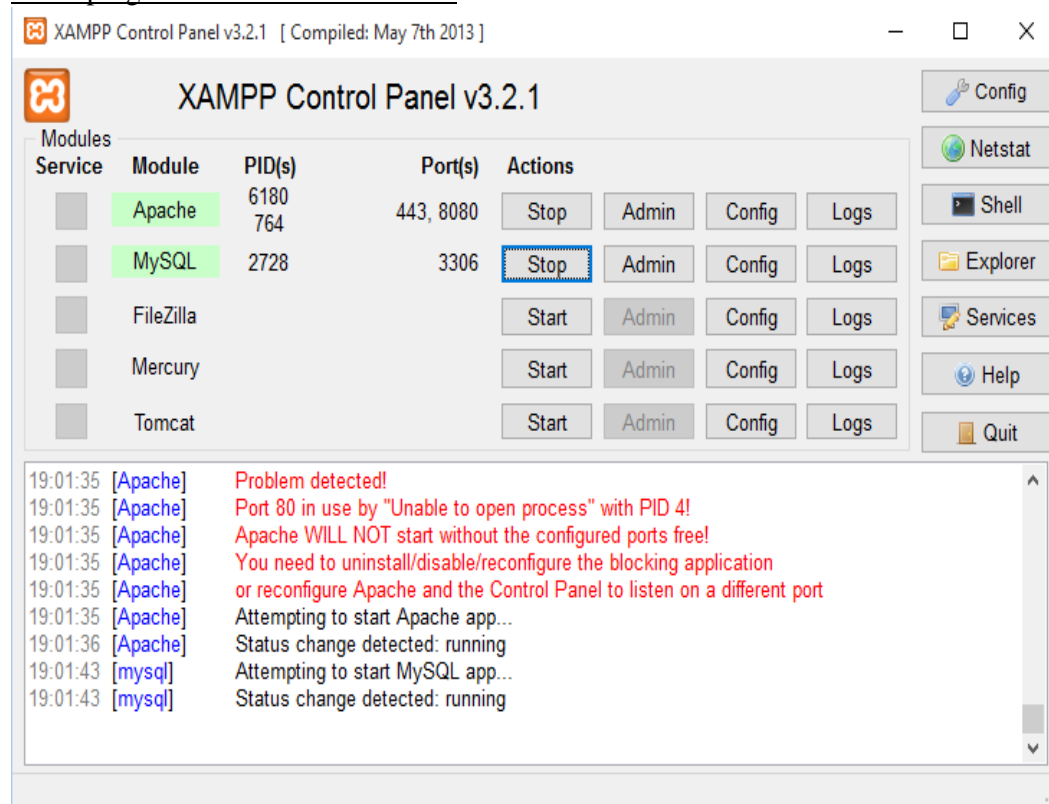 XAMPP Control Panel v3.2.1 [ Compiled: May 7th 2013 ]
XAMPP Control Panel v3.2.1
Config
Modules
Service Module PID(s) Port(s) Actions
Netstat
Apache 6180 764 443, 8080 Stop Admin Config Logs
Shell
MySQL 2728 3306 Stop Admin Config Logs
Explorer
FileZilla Start Admin Config Logs
Services
Mercury Start Admin Config Logs
Help
Tomcat Start Admin Config Logs
Quit
19:01:35 [Apache] Problem detected!
19:01:35 [Apache] Port 80 in use by "Unable to open process" with PID 4!
19:01:35 [Apache] Apache WILL NOT start without the configured ports free!
19:01:35 [Apache] You need to uninstall/disable/reconfigure the blocking application
19:01:35 [Apache] or reconfigure Apache and the Control Panel to listen on a different port
19:01:35 [Apache] Attempting to start Apache app...
19:01:36 [Apache] Status change detected: running
19:01:43 [mysql] Attempting to start MySQL app...
19:01:43 [mysql] Status change detected: running